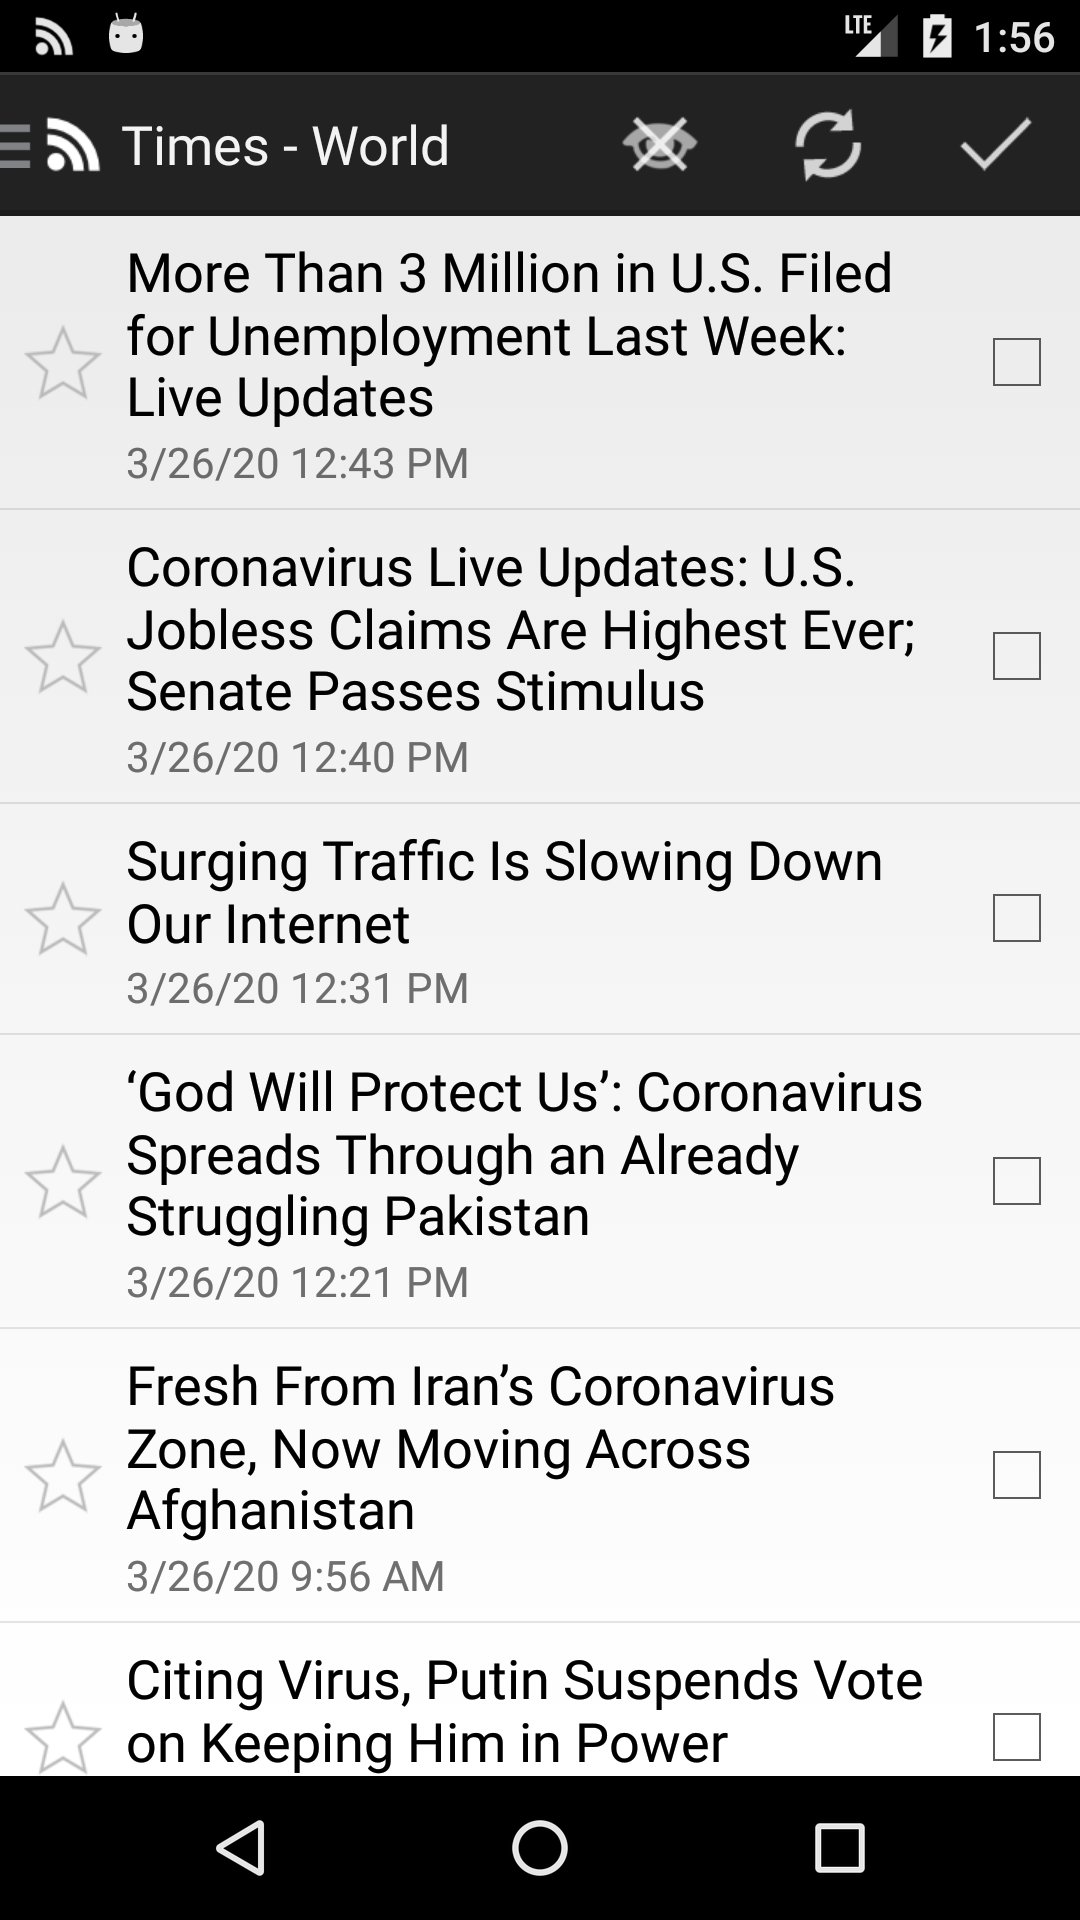 LTE 1:56
Times - World
More Than 3 Million in U.S. Filed
for Unemployment Last Week:
Live Updates
3/26/20 12:43 PM
Coronavirus Live Updates: U.S.
Jobless Claims Are Highest Ever;
Senate Passes Stimulus
3/26/20 12:40 PM
Surging Traffic Is Slowing Down
Our Internet
3/26/20 12:31 PM
‘God Will Protect Us’: Coronavirus
Spreads Through an Already
Struggling Pakistan
3/26/20 12:21 PM
Fresh From Iran’s Coronavirus
Zone, Now Moving Across
Afghanistan
3/26/20 9:56 AM
Citing Virus, Putin Suspends Vote
on Keeping Him in Power